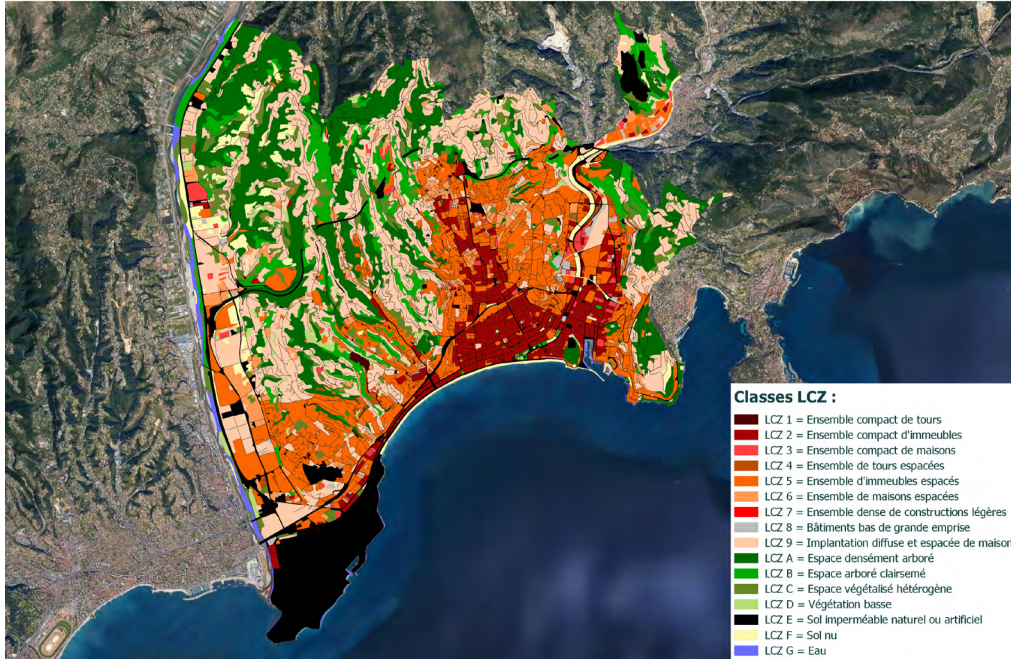 Classes LCZ :
LCZ 1 = Ensemble compact de tours
LCZ 2 = Ensemble compact d'immeubles
LCZ 3 = Ensemble compact de maisons
LCZ 4 = Ensemble de tours espacées
LCZ 5 = Ensemble d'immeubles espacés
LCZ 6 = Ensemble de maisons espacées
LCZ 7 = Ensemble dense de constructions légères
LCZ 8 = Bâtiments bas de grande emprise
LCZ 9 = Implantation diffuse et espacée de maison
LCZ A = Espace densément arboré
LCZ B = Espace arboré clairsemé
LCZ C = Espace végétalisé hétérogène
LCZ D = Végétation basse
LCZ E = Sol imperméable naturel ou artificiel
LCZ F = Sol nu
LCZ G = Eau